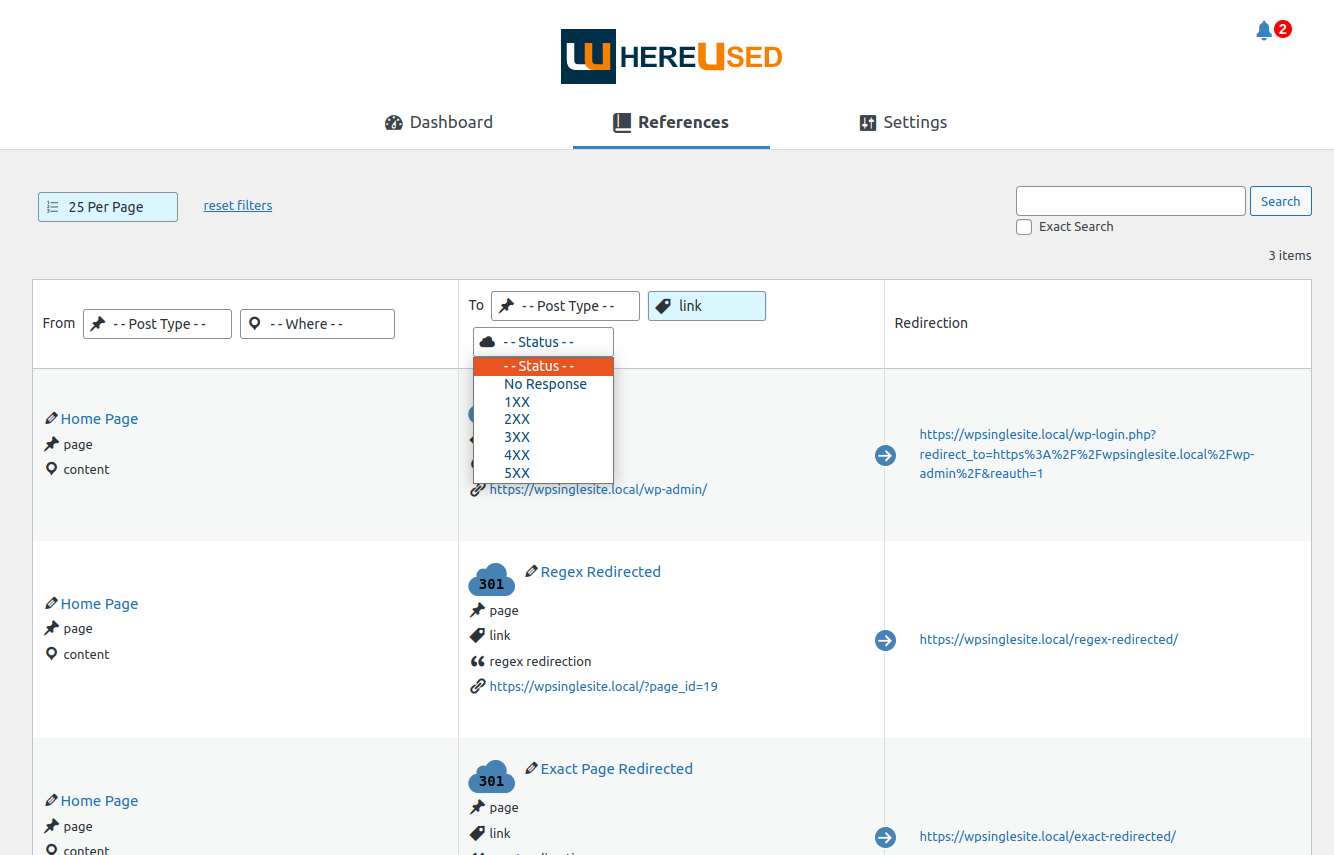 2
HEREUSED
Dashboard
References
Settings
25 Per Page
reset filters
Search
Exact Search
3 items
From
- - Post Type - -
- - Where - -
To
- - Post Type - -
link
- - Status - -
Redirection
- - Status - -
No Response
1XX
2XX
3XX
4XX
5XX
Home Page
page
content
https://wpsinglesite.local/wp-admin/
https://wpsinglesite.local/wp-login.php?
redirect_to=https%3A%2F%2Fwpsinglesite.local%2Fwp-
admin%2F&reauth=1
Home Page
page
content
301
Regex Redirected
page
link
regex redirection
https://wpsinglesite.local/?page_id=19
https://wpsinglesite.local/regex-redirected/
Home Page
page
content
301
Exact Page Redirected
page
link
https://wpsinglesite.local/exact-redirected/